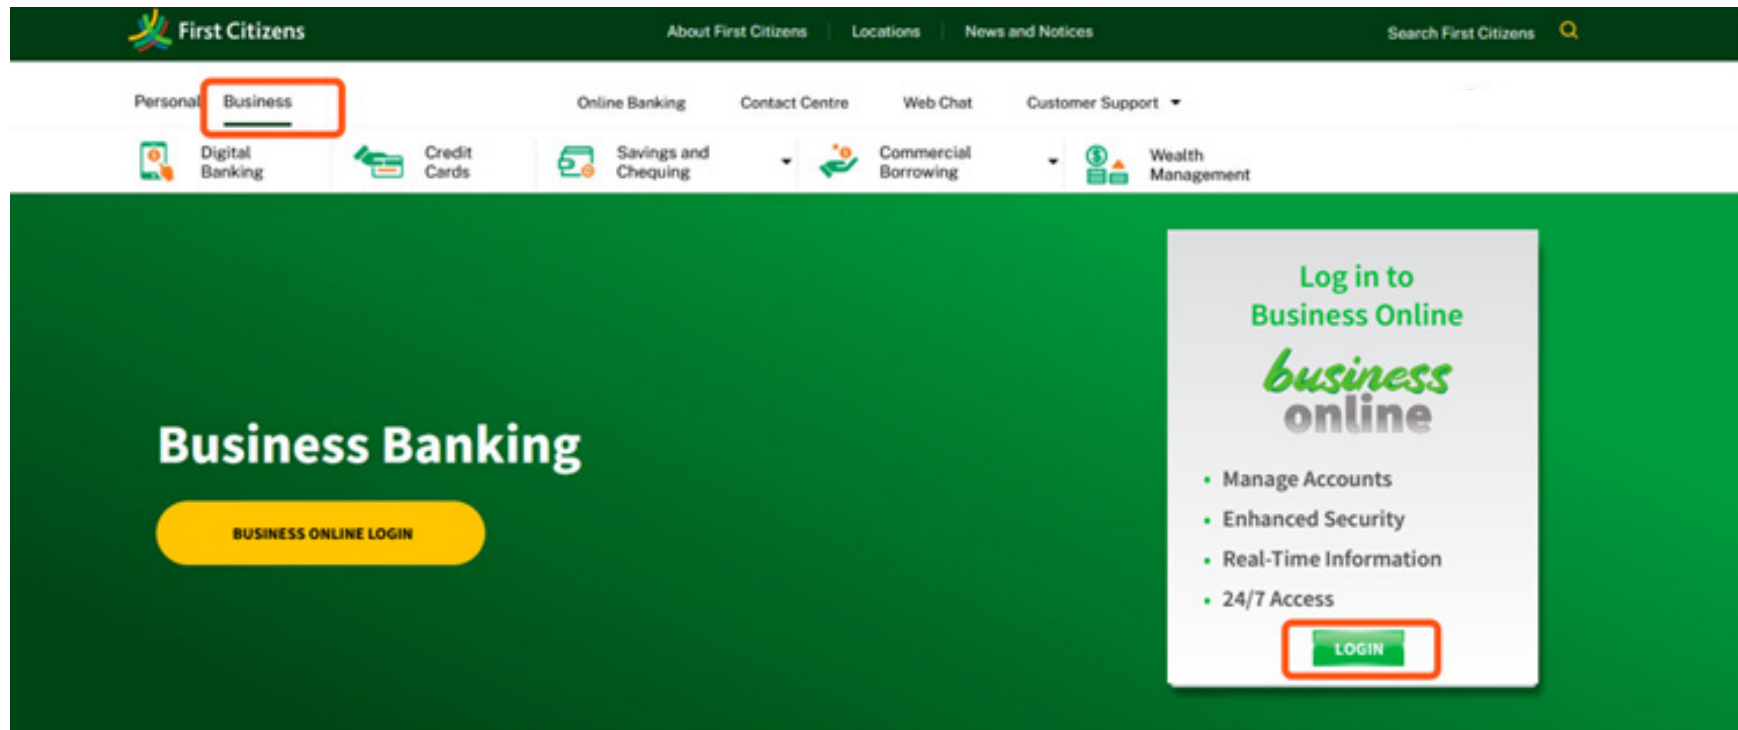 First Citizens
About First Citizens
Locations
News and Notices
Search First Citizens
Personal
Business
Online Banking
Contact Centre
Web Chat
Customer Support
Digital
Banking
Credit
Cards
Savings and
Chequing
Commercial
Borrowing
Wealth
Management
Business Banking
BUSINESS ONLINE LOGIN
Log in to
Business Online
business
online
• Manage Accounts
• Enhanced Security
• Real-Time Information
• 24/7 Access
LOGIN